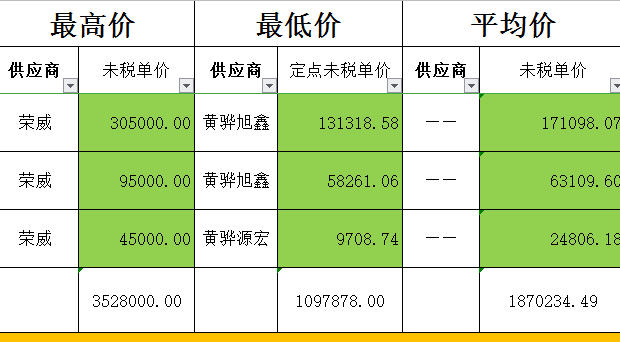 最高价 最低价 平均价
供应商 未税单价 供应商 定点未税单价 供应商 未税单价
荣威 305000.00 黄骅旭鑫 131318.58 —— 171098.07
荣威 95000.00 黄骅旭鑫 58261.06 —— 63109.60
荣威 45000.00 黄骅源宏 9708.74 —— 24806.18
3528000.00 1097878.00 1870234.49